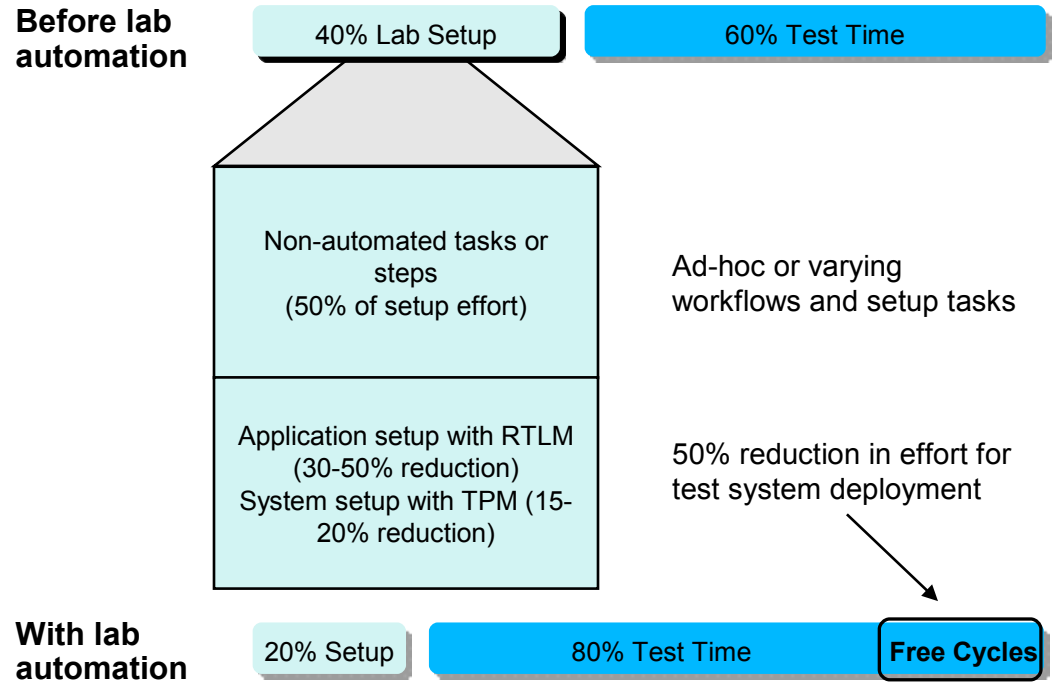 Before lab
automation
40% Lab Setup
60% Test Time
Non-automated tasks or
steps
(50% of setup effort)
Ad-hoc or varying
workflows and setup tasks
Application setup with RTLM
(30-50% reduction)
System setup with TPM (15-
20% reduction)
50% reduction in effort for
test system deployment
With lab
automation
20% Setup
80% Test Time
Free Cycles